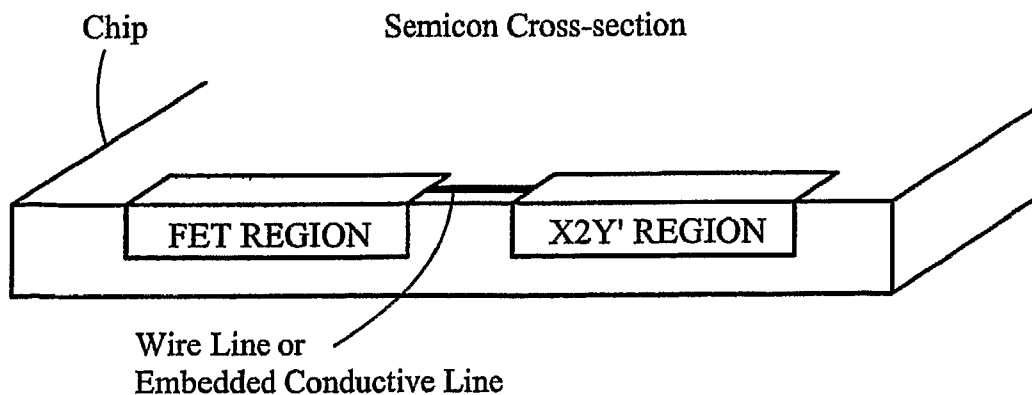 Chip
Semicon Cross-section
FET REGION
X2Y' REGION
Wire Line or
Embedded Conductive Line